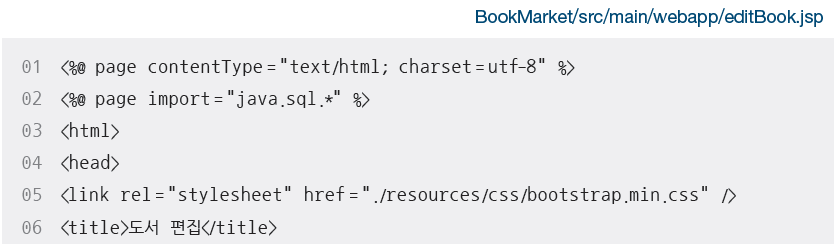 BookMarket/src/main/webapp/editBook.jsp
01 <%@ page contentType="text/html; charset=utf-8" %>
02 <%@ page import="java.sql.*" %>
03 <html>
04 <head>
05 <link rel="stylesheet" href="./resources/css/bootstrap.min.css" />
06 <title>도서 편집</title>